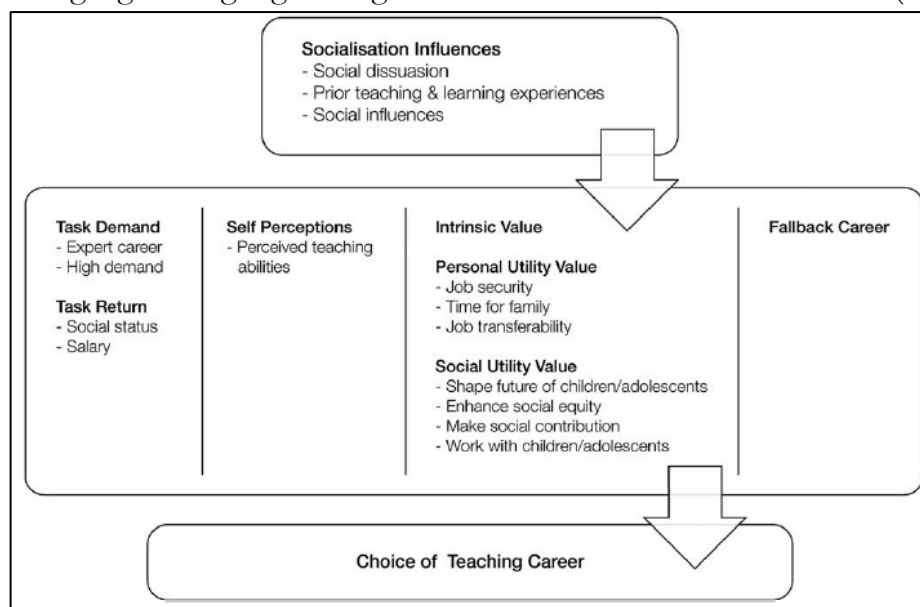 Socialisation Influences
- Social dissuasion
- Prior teaching & learning experiences
- Social influences
Task Demand
- Expert career
- High demand
Task Return
- Social status
- Salary
Self Perceptions
- Perceived teaching
abilities
Intrinsic Value
Personal Utility Value
- Job security
- Time for family
- Job transferability
Social Utility Value
- Shape future of children/adolescents
- Enhance social equity
- Make social contribution
- Work with children/adolescents
Fallback Career
Choice of Teaching Career